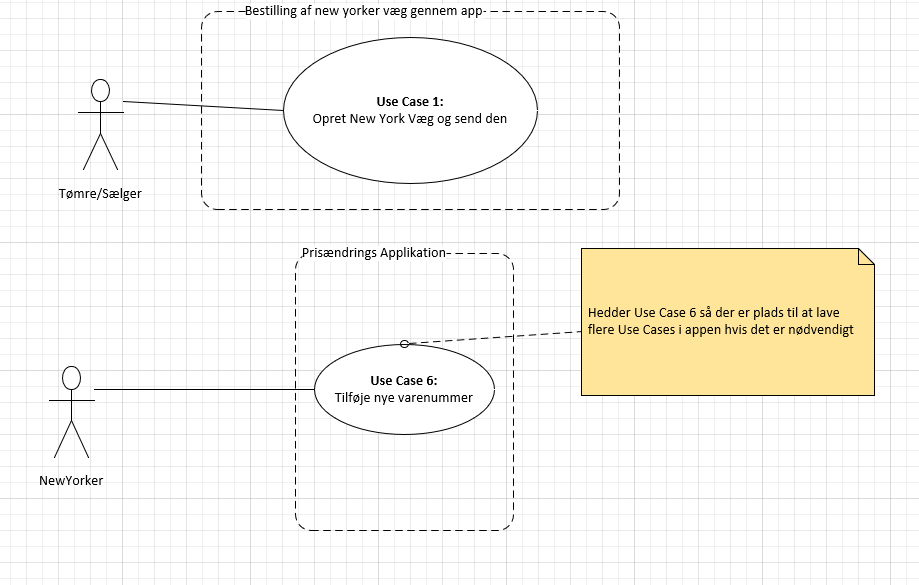 Bestilling af new yorker væg gennem app
Use Case 1:
Opret New York Væg og send den
Tømre/Sælger
Prisændrings Applikation
Hedder Use Case 6 så der er plads til at lave
flere Use Cases i appen hvis det er nødvendigt
Use Case 6:
Tilføje nye varenummer
NewYorker